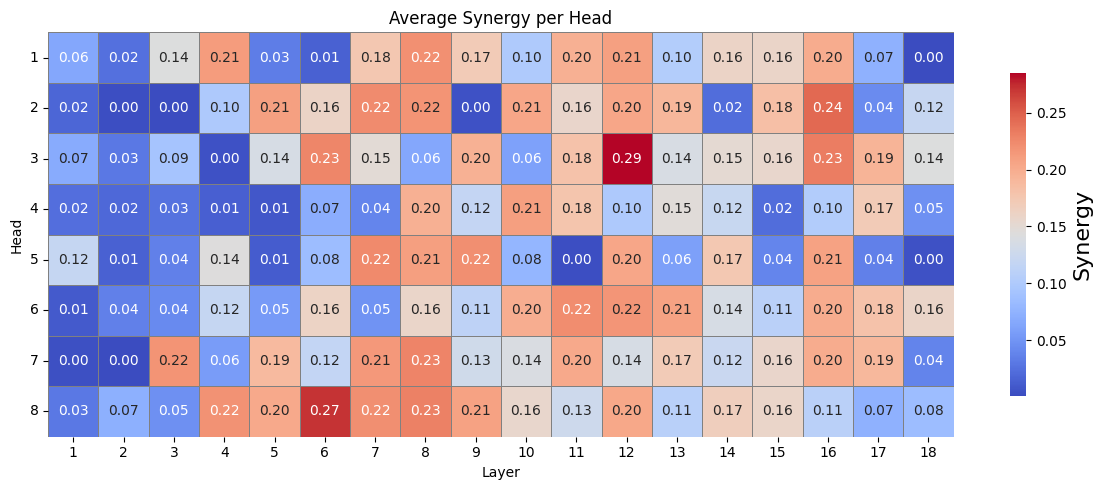 Average Synergy per Head
Head
1 0.06 0.02 0.14 0.21 0.03 0.01 0.18 0.22 0.17 0.10 0.20 0.21 0.10 0.16 0.16 0.20 0.07 0.00
2 0.02 0.00 0.00 0.10 0.21 0.16 0.22 0.22 0.00 0.21 0.16 0.20 0.19 0.02 0.18 0.24 0.04 0.12
3 0.07 0.03 0.09 0.00 0.14 0.23 0.15 0.06 0.20 0.06 0.18 0.29 0.14 0.15 0.16 0.23 0.19 0.14
4 0.02 0.02 0.03 0.01 0.01 0.07 0.04 0.20 0.12 0.21 0.18 0.10 0.15 0.12 0.02 0.10 0.17 0.05
5 0.12 0.01 0.04 0.14 0.01 0.08 0.22 0.21 0.22 0.08 0.00 0.20 0.06 0.17 0.04 0.21 0.04 0.00
6 0.01 0.04 0.04 0.12 0.05 0.16 0.05 0.16 0.11 0.20 0.22 0.22 0.21 0.14 0.11 0.20 0.18 0.16
7 0.00 0.00 0.22 0.06 0.19 0.12 0.21 0.23 0.13 0.14 0.20 0.14 0.17 0.12 0.16 0.20 0.19 0.04
8 0.03 0.07 0.05 0.22 0.20 0.27 0.22 0.23 0.21 0.16 0.13 0.20 0.11 0.17 0.16 0.11 0.07 0.08
1 2 3 4 5 6 7 8 9 10 11 12 13 14 15 16 17 18
Layer
0.25
0.20
0.15
0.10
0.05
Synergy